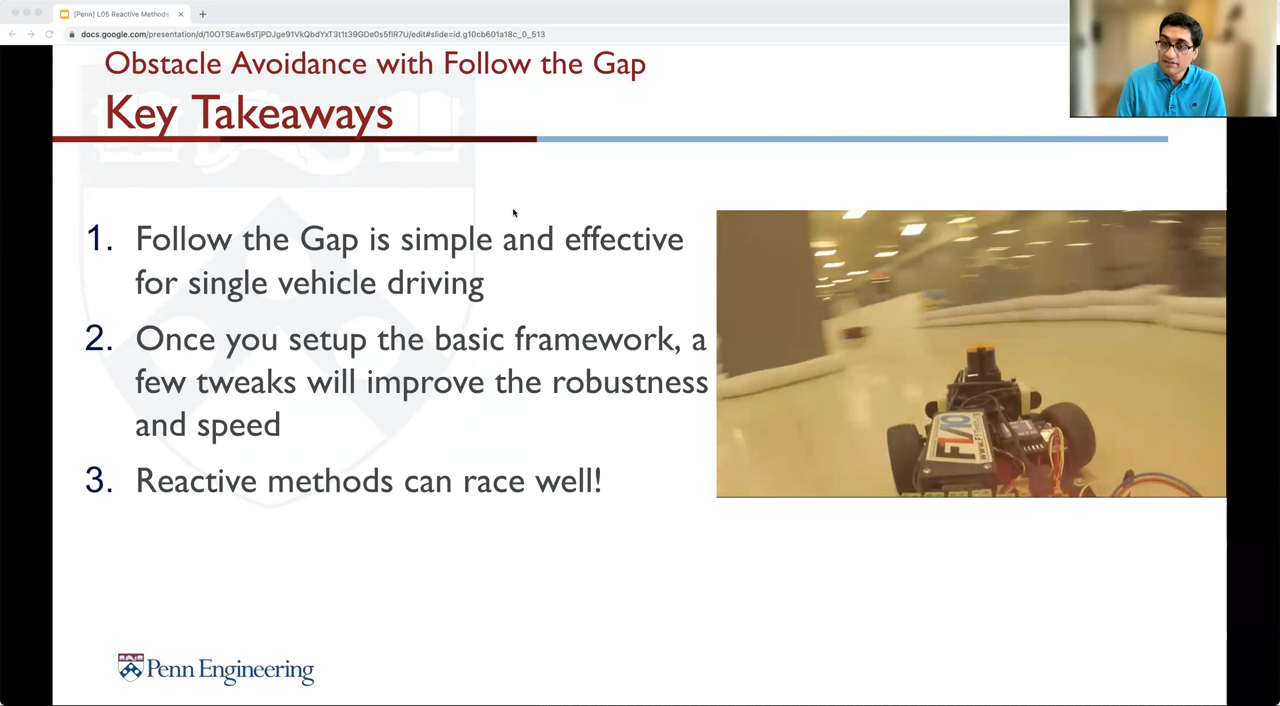 [Penn] L05 Reactive Methods
docs.google.com/presentation/d/10OTSEaw6sTjPDJge91VkQbdYxT3t1t39GDe0s5flR7U/edit#slide=id.g10cb601a18c_0_513
Obstacle Avoidance with Follow the Gap
Key Takeaways
1. Follow the Gap is simple and effective
for single vehicle driving
2. Once you setup the basic framework, a
few tweaks will improve the robustness
and speed
3. Reactive methods can race well!
F1/10
Penn Engineering